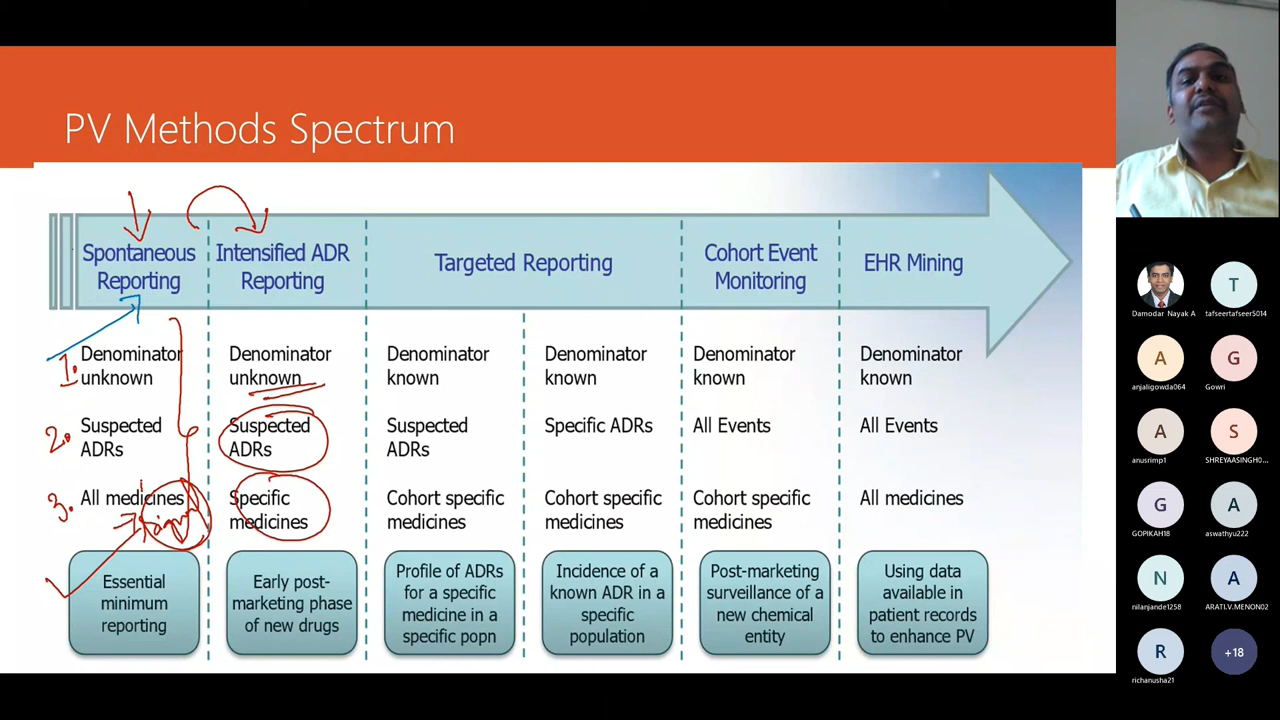 PV Methods Spectrum
Spontaneous
Reporting
Intensified ADR
Reporting
Targeted Reporting
Cohort Event
Monitoring
EHR Mining
1. Denominator
unknown
Denominator
unknown
Denominator
known
Denominator
known
Denominator
known
Denominator
known
2. Suspected
ADRs
Suspected
ADRs
Suspected
ADRs
Specific ADRs
All Events
All Events
3. All medicines
Specific
medicines
Cohort specific
medicines
Cohort specific
medicines
Cohort specific
medicines
All medicines
Essential
minimum
reporting
Early post-
marketing phase
of new drugs
Profile of ADRs
for a specific
medicine in a
specific popn
Incidence of a
known ADR in a
specific
population
Post-marketing
surveillance of a
new chemical
entity
Using data
available in
patient records
to enhance PV
Damodar Nayak A
T
tafseertafseer5014
A
anjaligowda064
G
Gowri
A
anusrimp1
S
SHREYAASINGH0...
G
GOPIKAH18
A
aswathyu222
N
nilanjande1258
A
ARATI.V.MENON02
R
richanusha21
+18